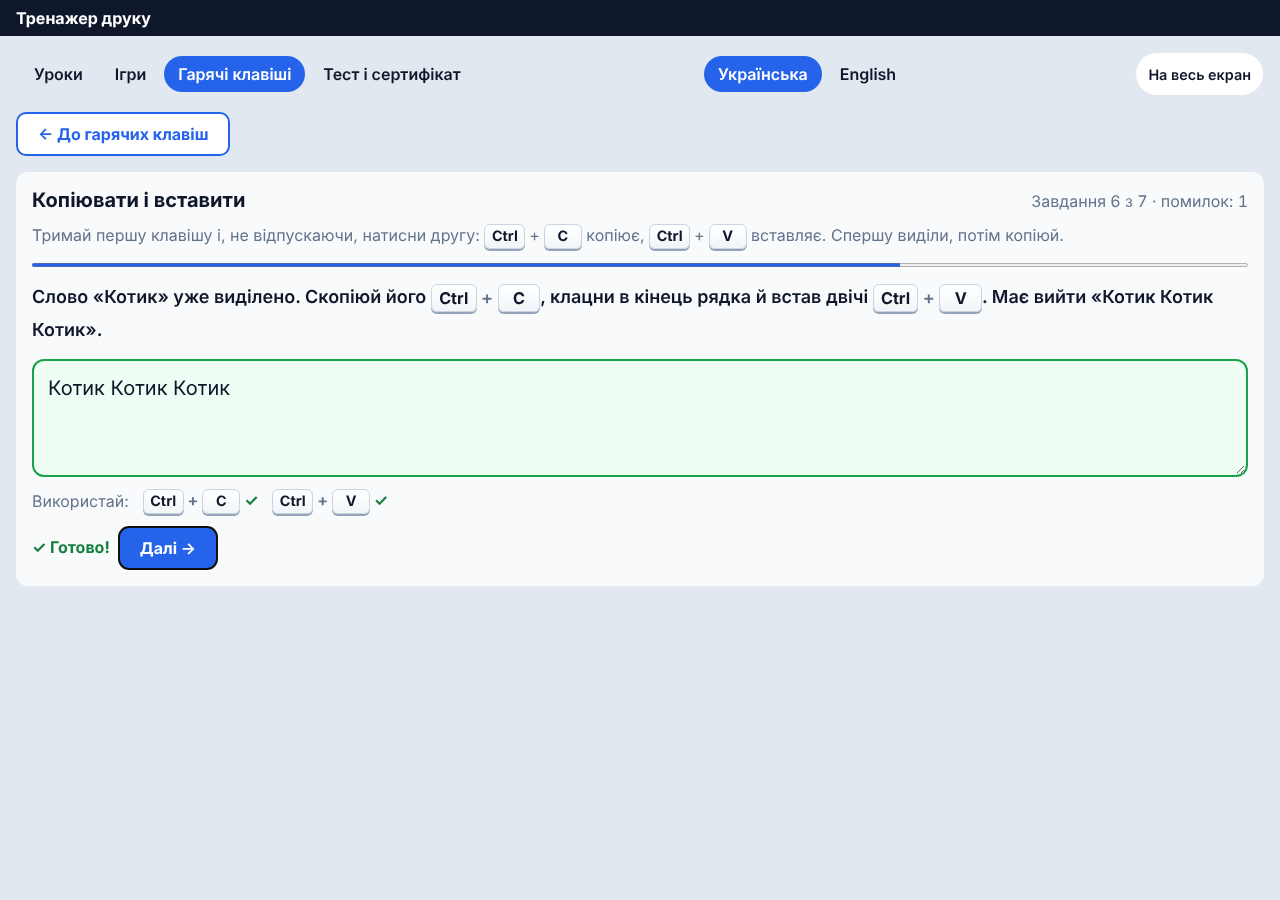 Тренажер друку
Уроки Ігри Гарячі клавіші Тест і сертифікат Українська English На весь екран
← До гарячих клавіш
Копіювати і вставити Завдання 6 з 7 · помилок: 1
Тримай першу клавішу і, не відпускаючи, натисни другу: Ctrl + C копіює, Ctrl + V вставляє. Спершу виділи, потім копіюй.
Слово «Котик» уже виділено. Скопіюй його Ctrl + C, клацни в кінець рядка й встав двічі Ctrl + V. Має вийти «Котик Котик
Котик».
Котик Котик Котик
Використай: Ctrl + C ✓ Ctrl + V ✓
✓ Готово! Далі →